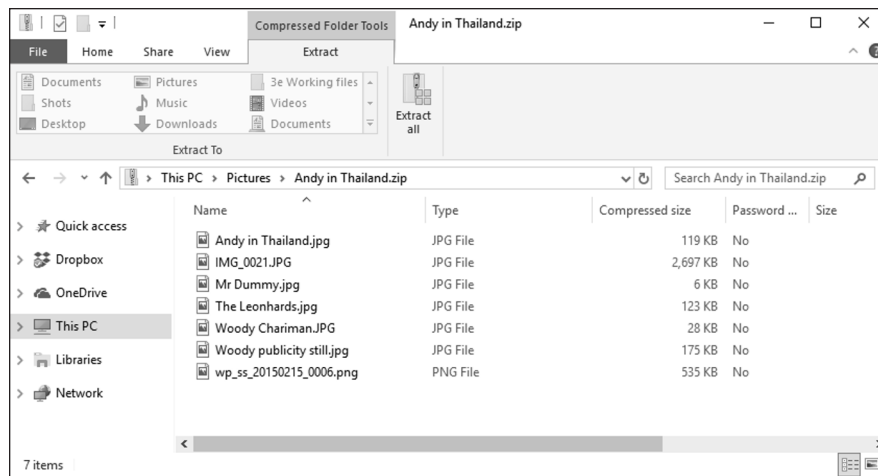 Compressed Folder Tools Andy in Thailand.zip
File Home Share View Extract
Documents Pictures 3e Working files
Shots Music Videos
Desktop Downloads Documents
Extract all
Extract To
This PC > Pictures > Andy in Thailand.zip Search Andy in Thailand.zip
Name Type Compressed size Password ... Size
Quick access
Andy in Thailand.jpg JPG File 119 KB No
Dropbox
IMG_0021.JPG JPG File 2,697 KB No
Mr Dummy.jpg JPG File 6 KB No
OneDrive
The Leonhards.jpg JPG File 123 KB No
This PC
Woody Chariman.JPG JPG File 28 KB No
Libraries
Woody publicity still.jpg JPG File 175 KB No
wp_ss_20150215_0006.png PNG File 535 KB No
Network
7 items